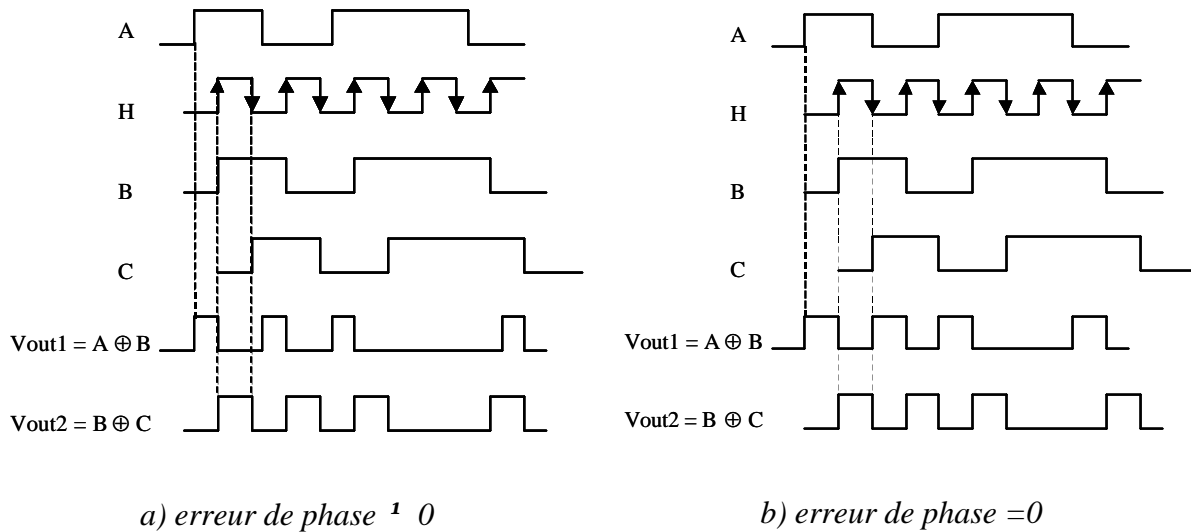 A
H
B
C
Vout1 = A ⊕ B
Vout2 = B ⊕ C
a) erreur de phase ¹ 0
A
H
B
C
Vout1 = A ⊕ B
Vout2 = B ⊕ C
b) erreur de phase =0